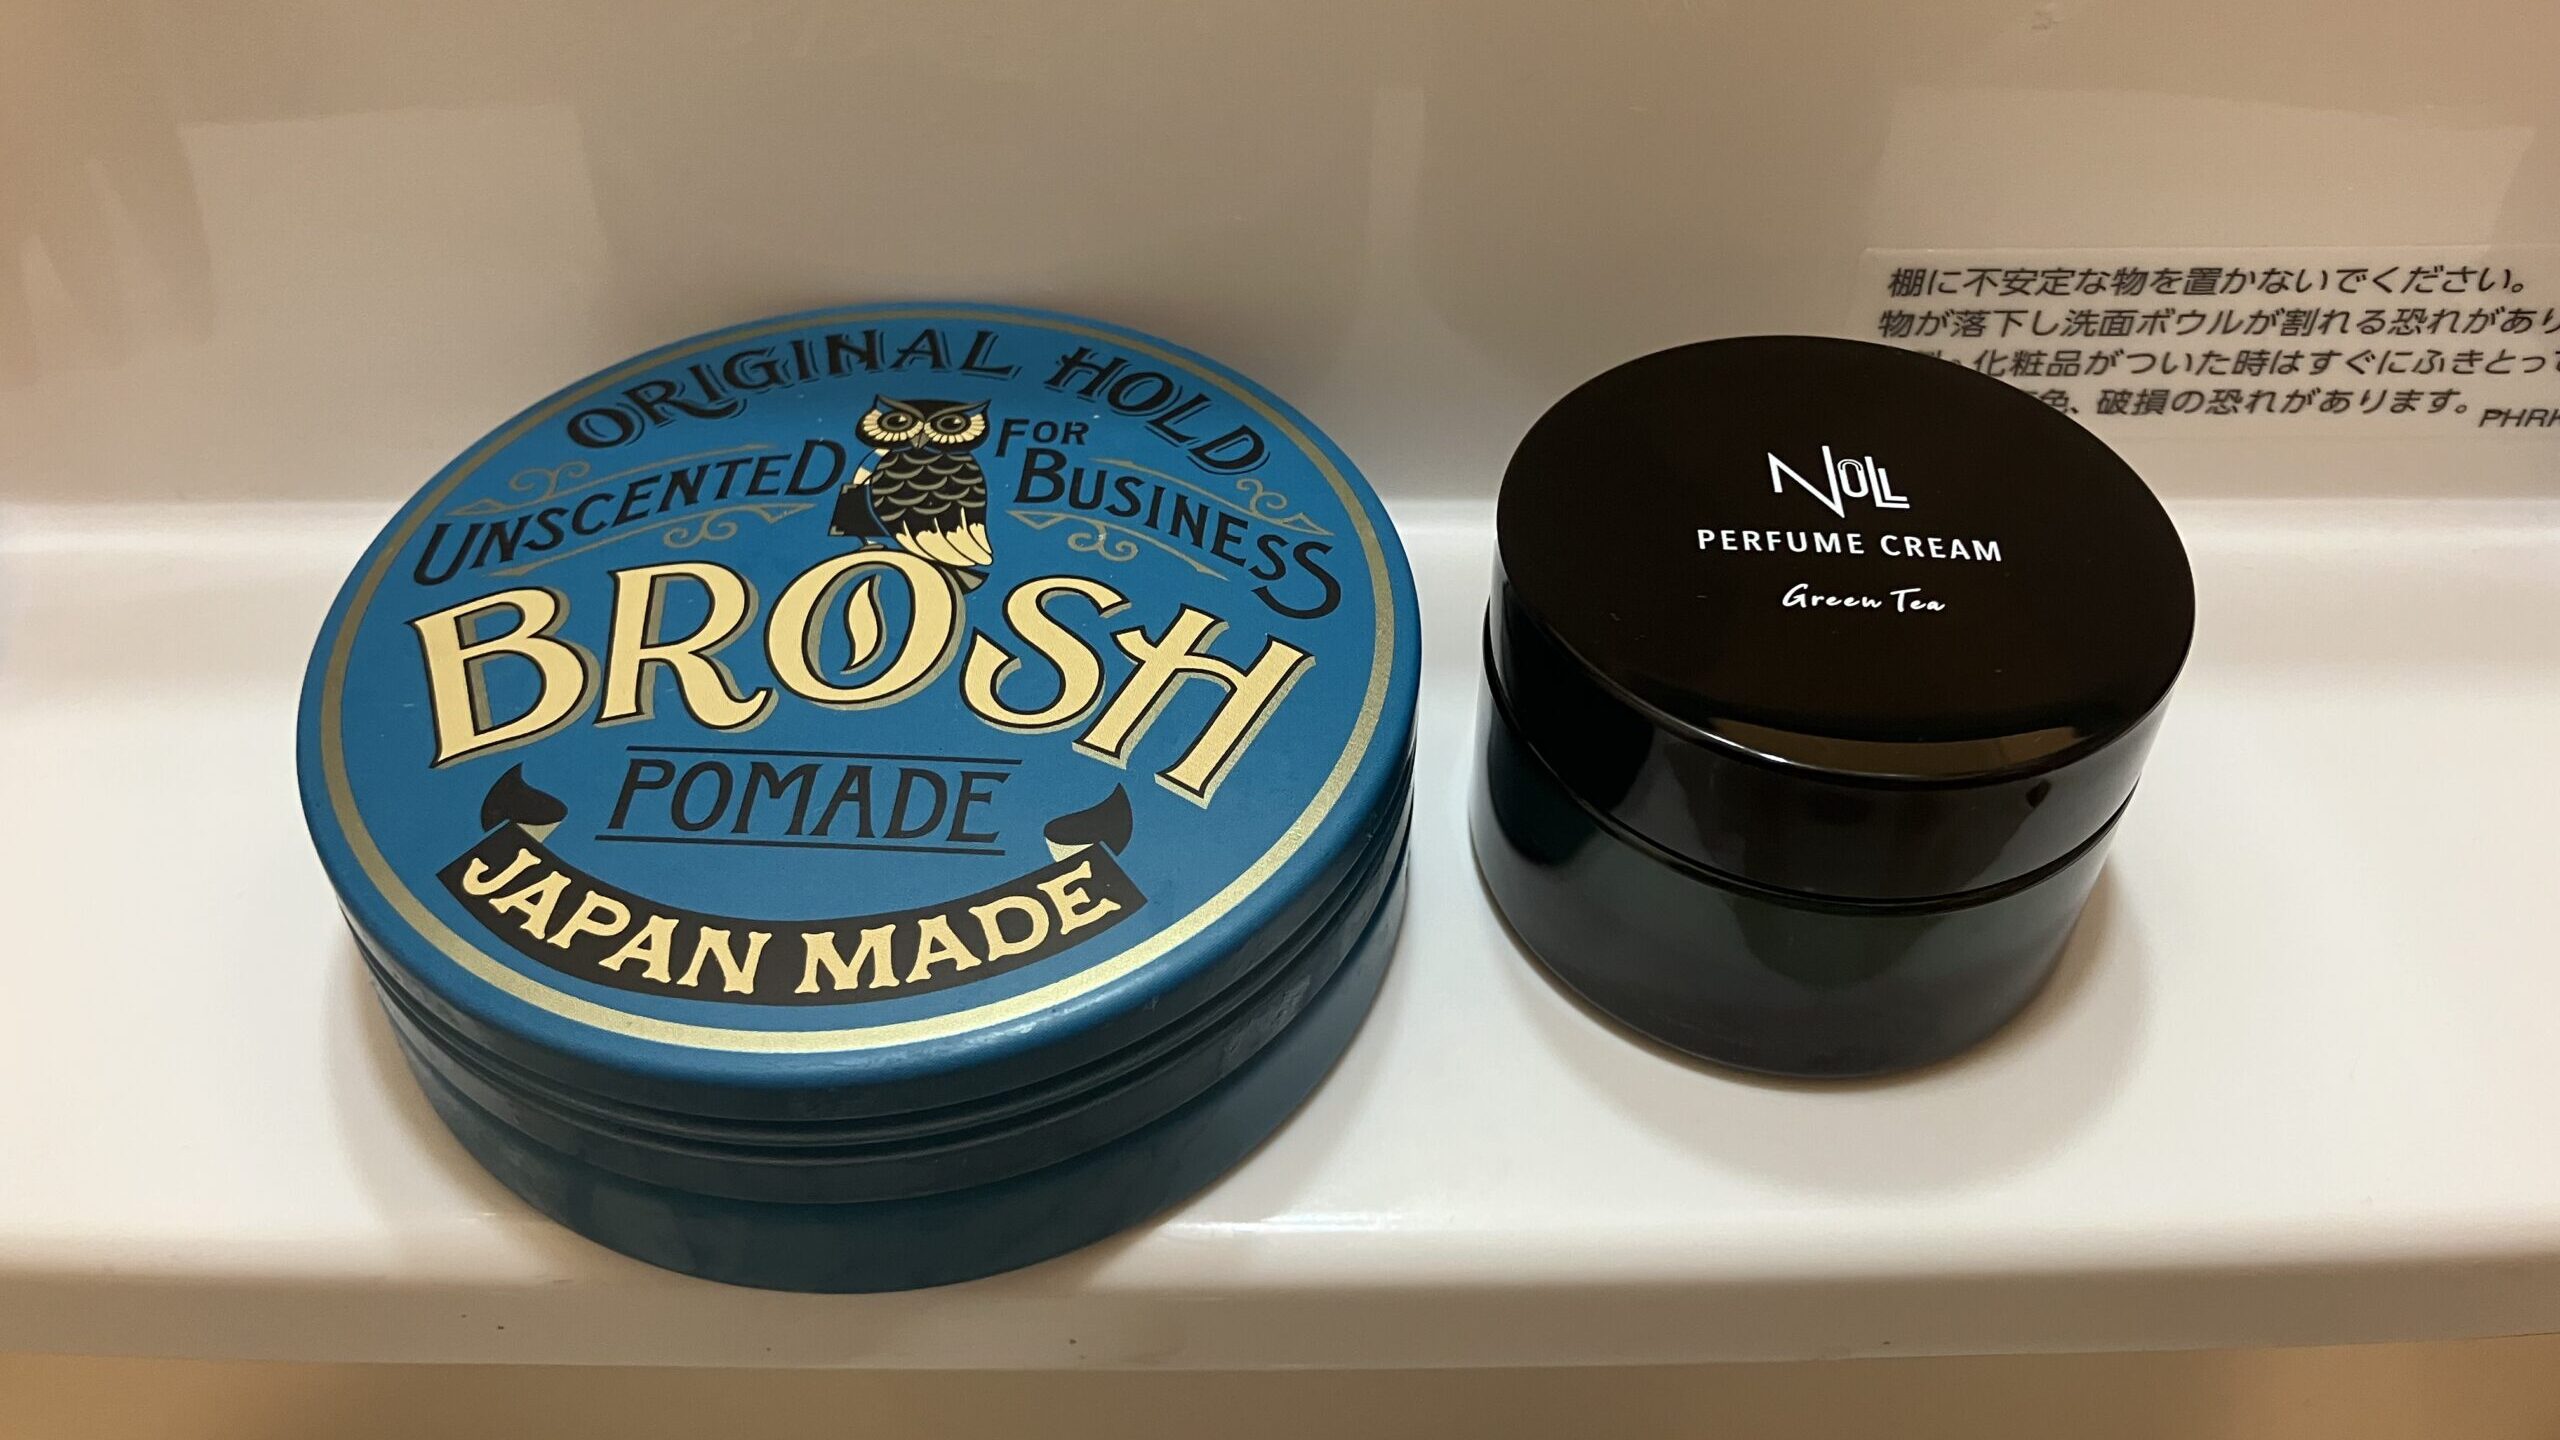 ORIGINAL HOLD
UNSCENTED
FOR
BUSINESS
BROSH
POMADE
JAPAN MADE
NULL
PERFUME CREAM
Green Tea
棚に不安定な物を置かないでください。
物が落下し洗面ボウルが割れる恐れがあり
化粧品がついた時はすぐにふきとって
色、破損の恐れがあります。